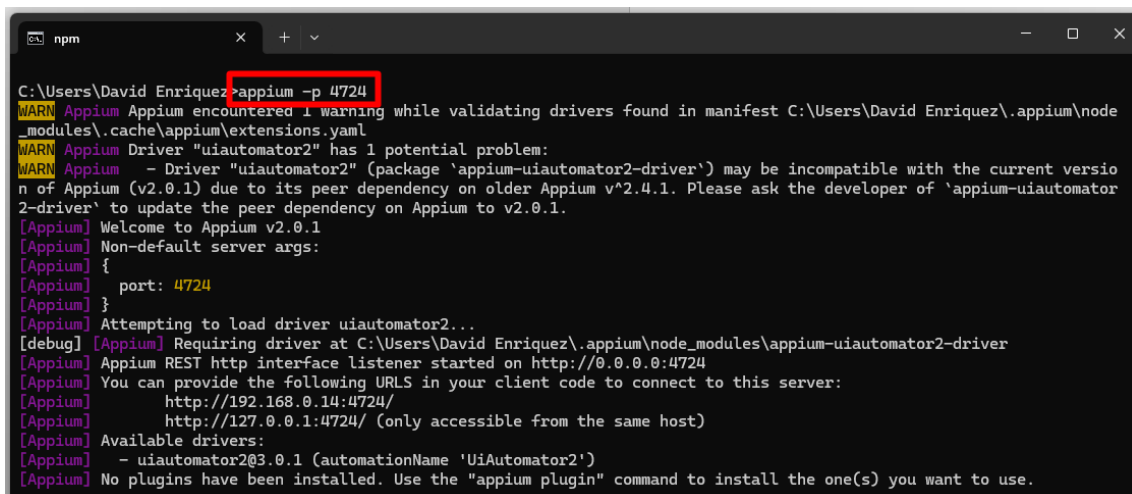 npm
C:\Users\David Enriquez>appium -p 4724
WARN Appium Appium encountered 1 warning while validating drivers found in manifest C:\Users\David Enriquez\.appium\node
_modules\.cache\appium\extensions.yaml
WARN Appium Driver "uiautomator2" has 1 potential problem:
WARN Appium   - Driver "uiautomator2" (package `appium-uiautomator2-driver`) may be incompatible with the current versio
n of Appium (v2.0.1) due to its peer dependency on older Appium v^2.4.1. Please ask the developer of `appium-uiautomator
2-driver` to update the peer dependency on Appium to v2.0.1.
[Appium] Welcome to Appium v2.0.1
[Appium] Non-default server args:
[Appium] {
[Appium]   port: 4724
[Appium] }
[Appium] Attempting to load driver uiautomator2...
[debug] [Appium] Requiring driver at C:\Users\David Enriquez\.appium\node_modules\appium-uiautomator2-driver
[Appium] Appium REST http interface listener started on http://0.0.0.0:4724
[Appium] You can provide the following URLS in your client code to connect to this server:
[Appium]         http://192.168.0.14:4724/
[Appium]         http://127.0.0.1:4724/ (only accessible from the same host)
[Appium] Available drivers:
[Appium]   - uiautomator2@3.0.1 (automationName 'UiAutomator2')
[Appium] No plugins have been installed. Use the "appium plugin" command to install the one(s) you want to use.